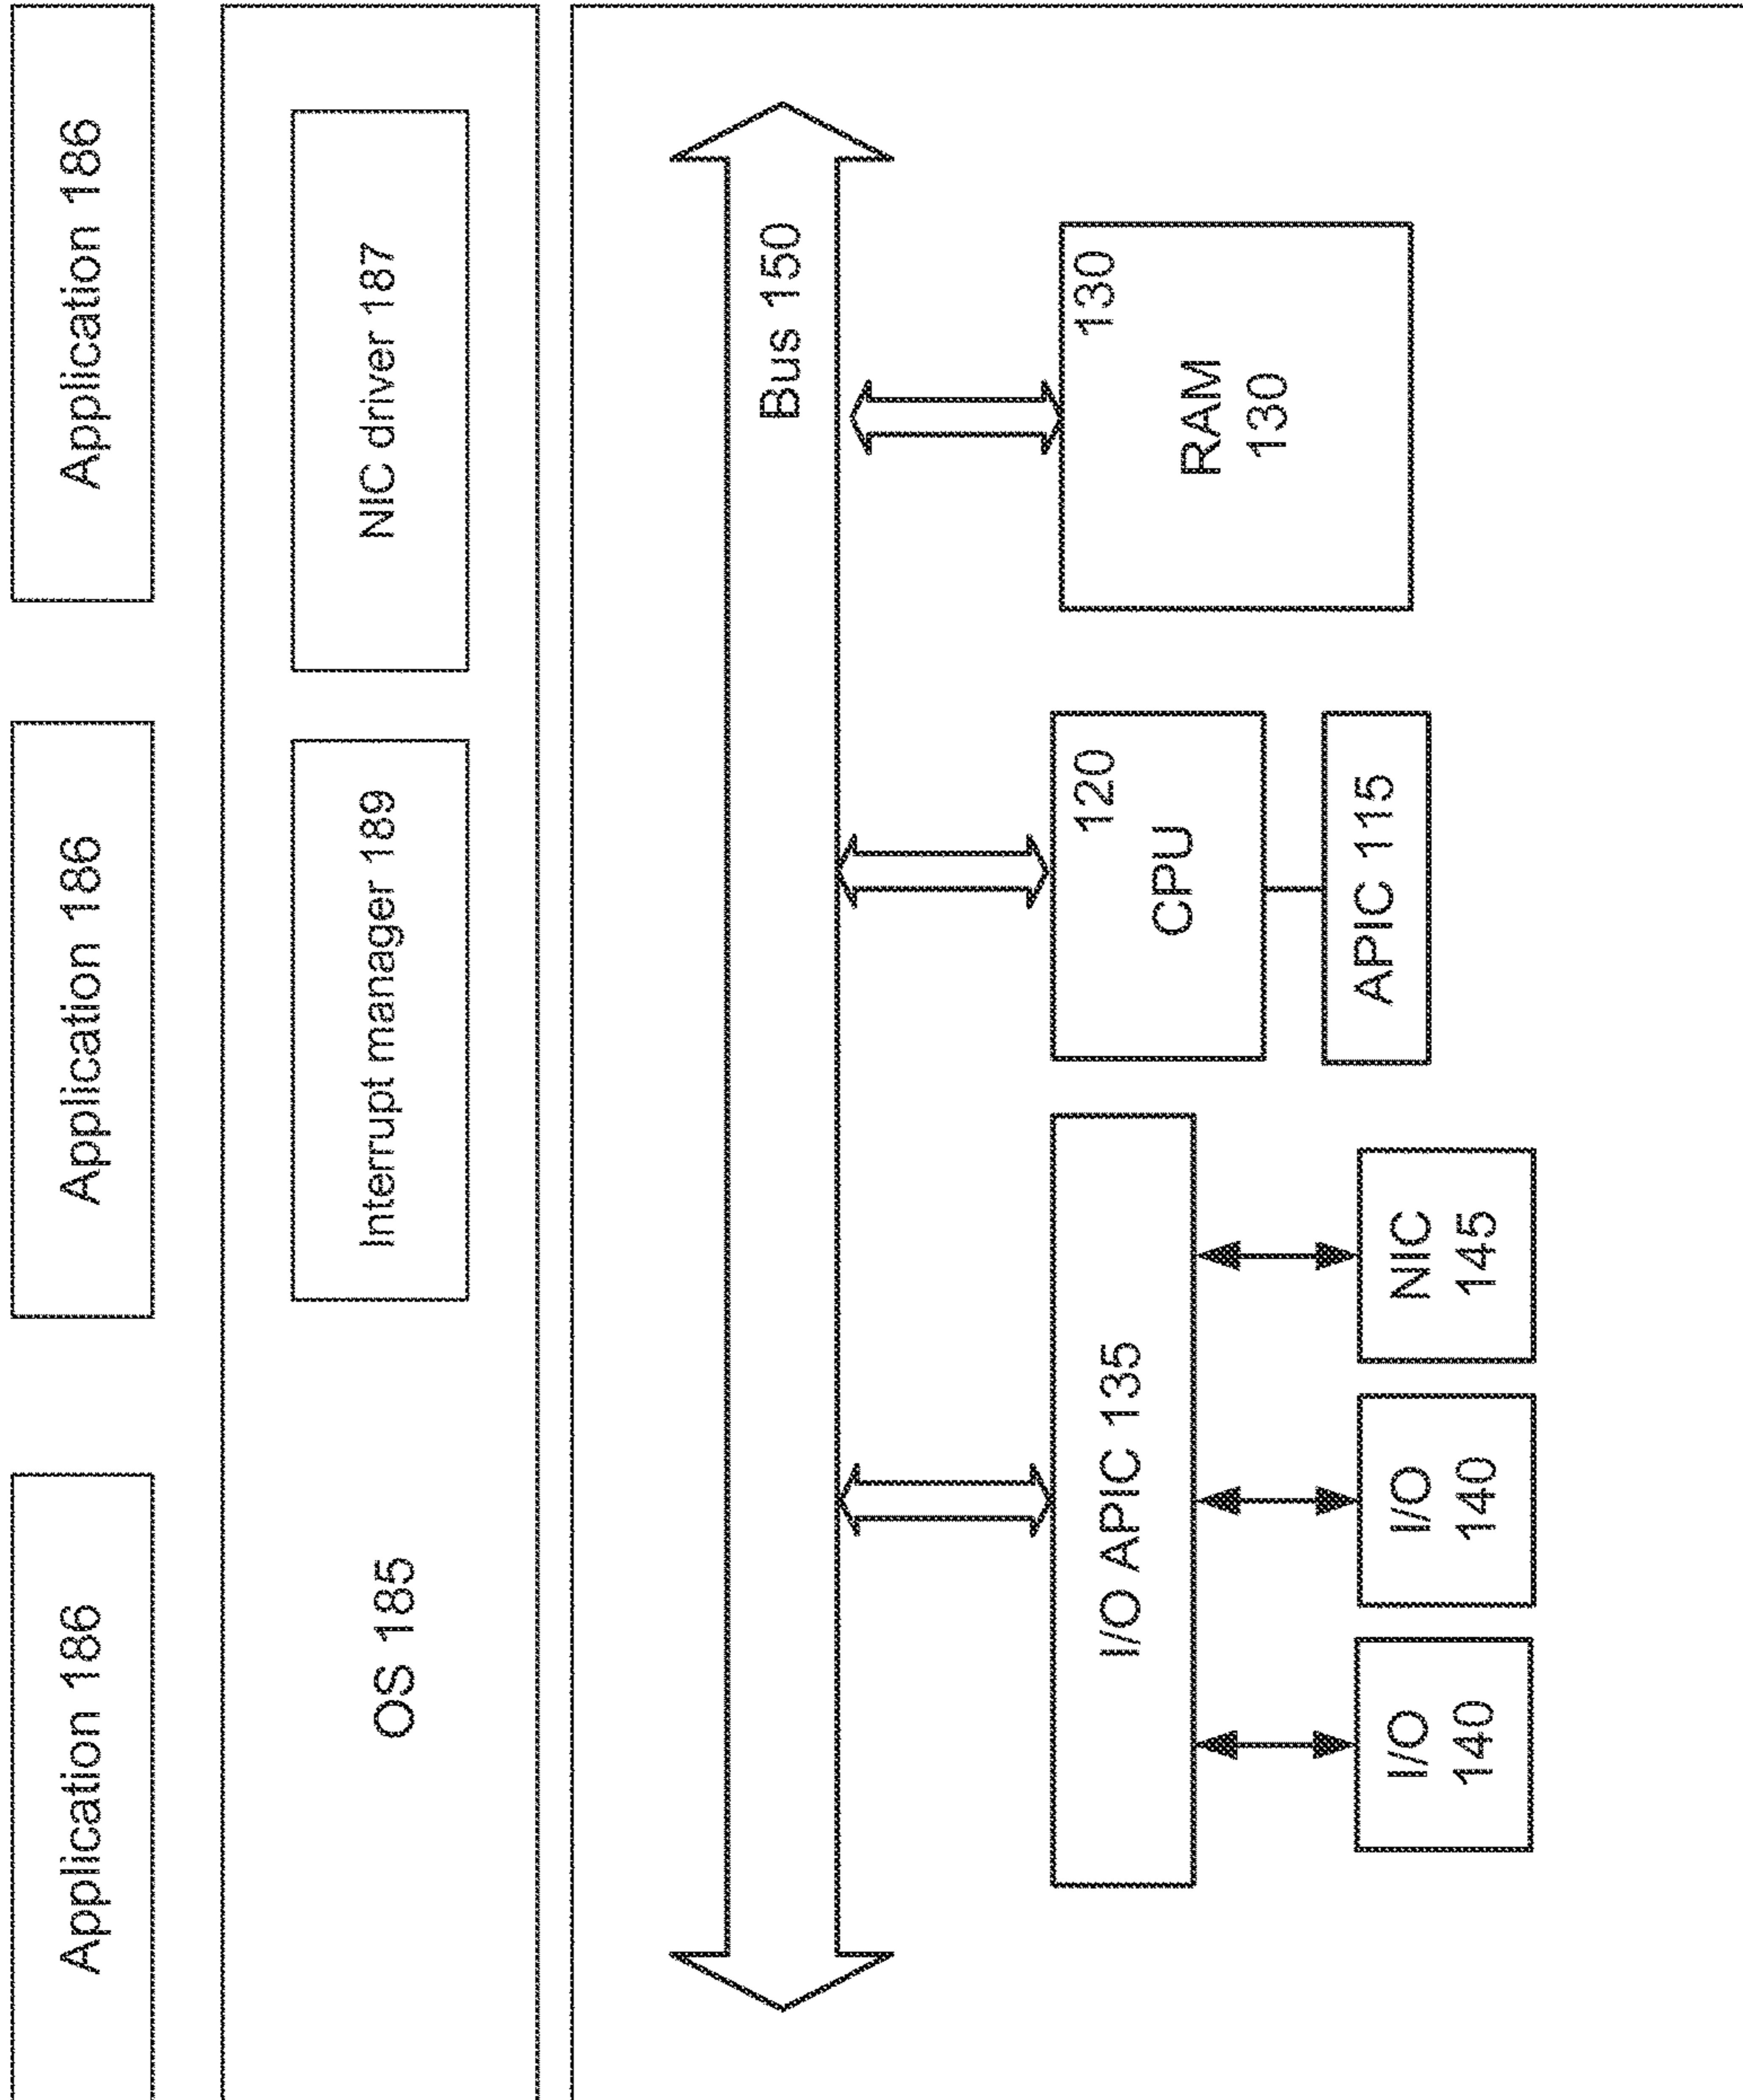 Application 186
Application 186
Application 186
OS 185
Interrupt manager 189
NIC driver 187
Bus 150
I/O APIC 135
120
CPU
130
RAM
130
APIC 115
I/O
140
I/O
140
NIC
145